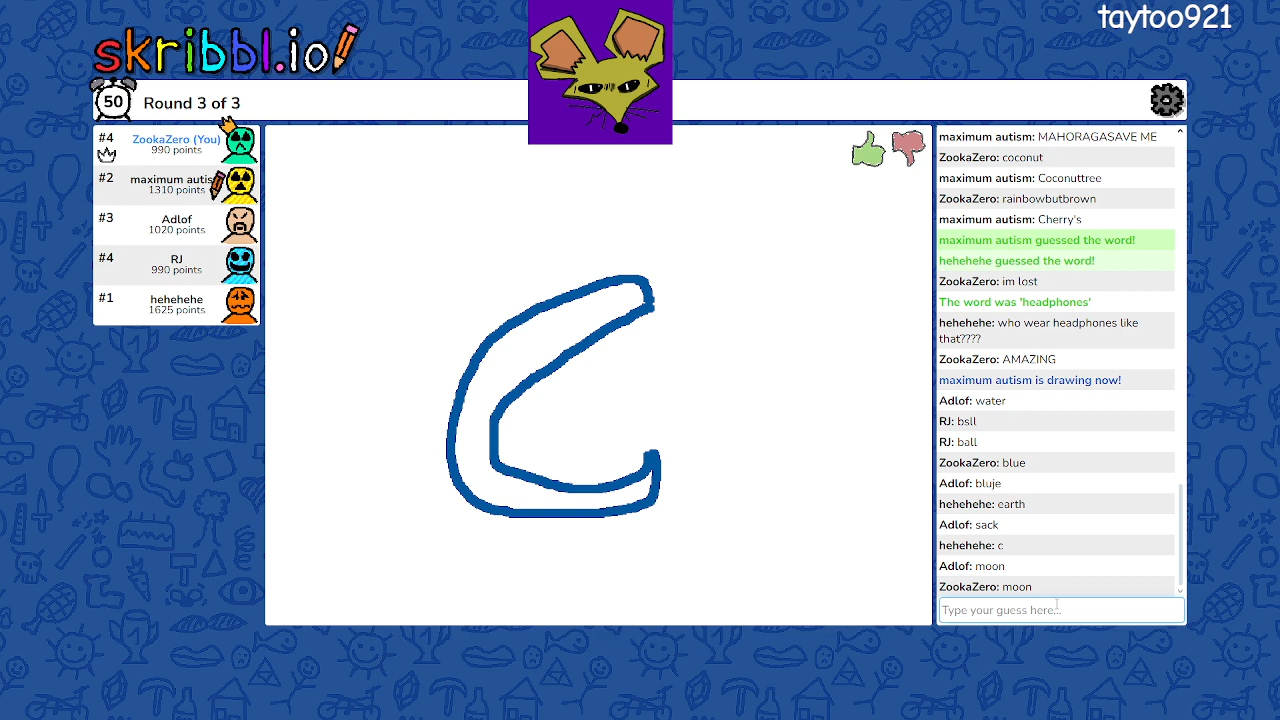 taytoo921
skribbl.io
50
Round 3 of 3
#4
ZookaZero (You)
990 points
#2
maximum autis
1310 points
#3
Adlof
1020 points
#4
RJ
990 points
#1
hehehehe
1625 points
maximum autism: MAHORAGASAVE ME
ZookaZero: coconut
maximum autism: Coconuttree
ZookaZero: rainbowbutbrown
maximum autism: Cherry's
maximum autism guessed the word!
hehehehe guessed the word!
ZookaZero: im lost
The word was 'headphones'
hehehehe: who wear headphones like
that????
ZookaZero: AMAZING
maximum autism is drawing now!
Adlof: water
RJ: bsll
RJ: ball
ZookaZero: blue
Adlof: bluje
hehehehe: earth
Adlof: sack
hehehehe: c
Adlof: moon
ZookaZero: moon
Type your guess here...